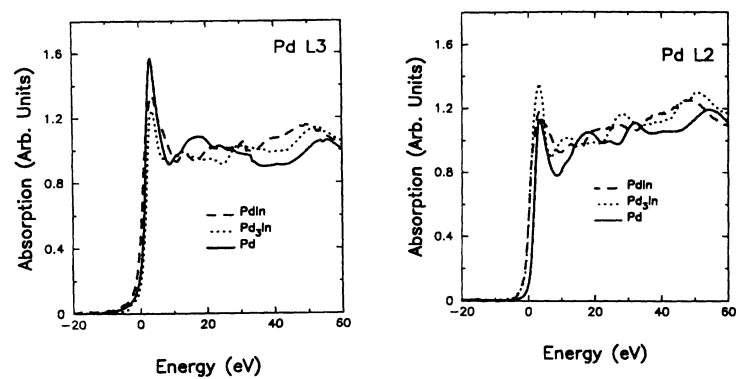 Pd L3
Absorption (Arb. Units)
1.6
1.2
0.8
0.4
0
PdIn
Pd₃In
Pd
−20
0
20
40
60
Energy (eV)
Pd L2
Absorption (Arb. Units)
1.6
1.2
0.8
0.4
0
PdIn
Pd₃In
Pd
−20
0
20
40
60
Energy (eV)